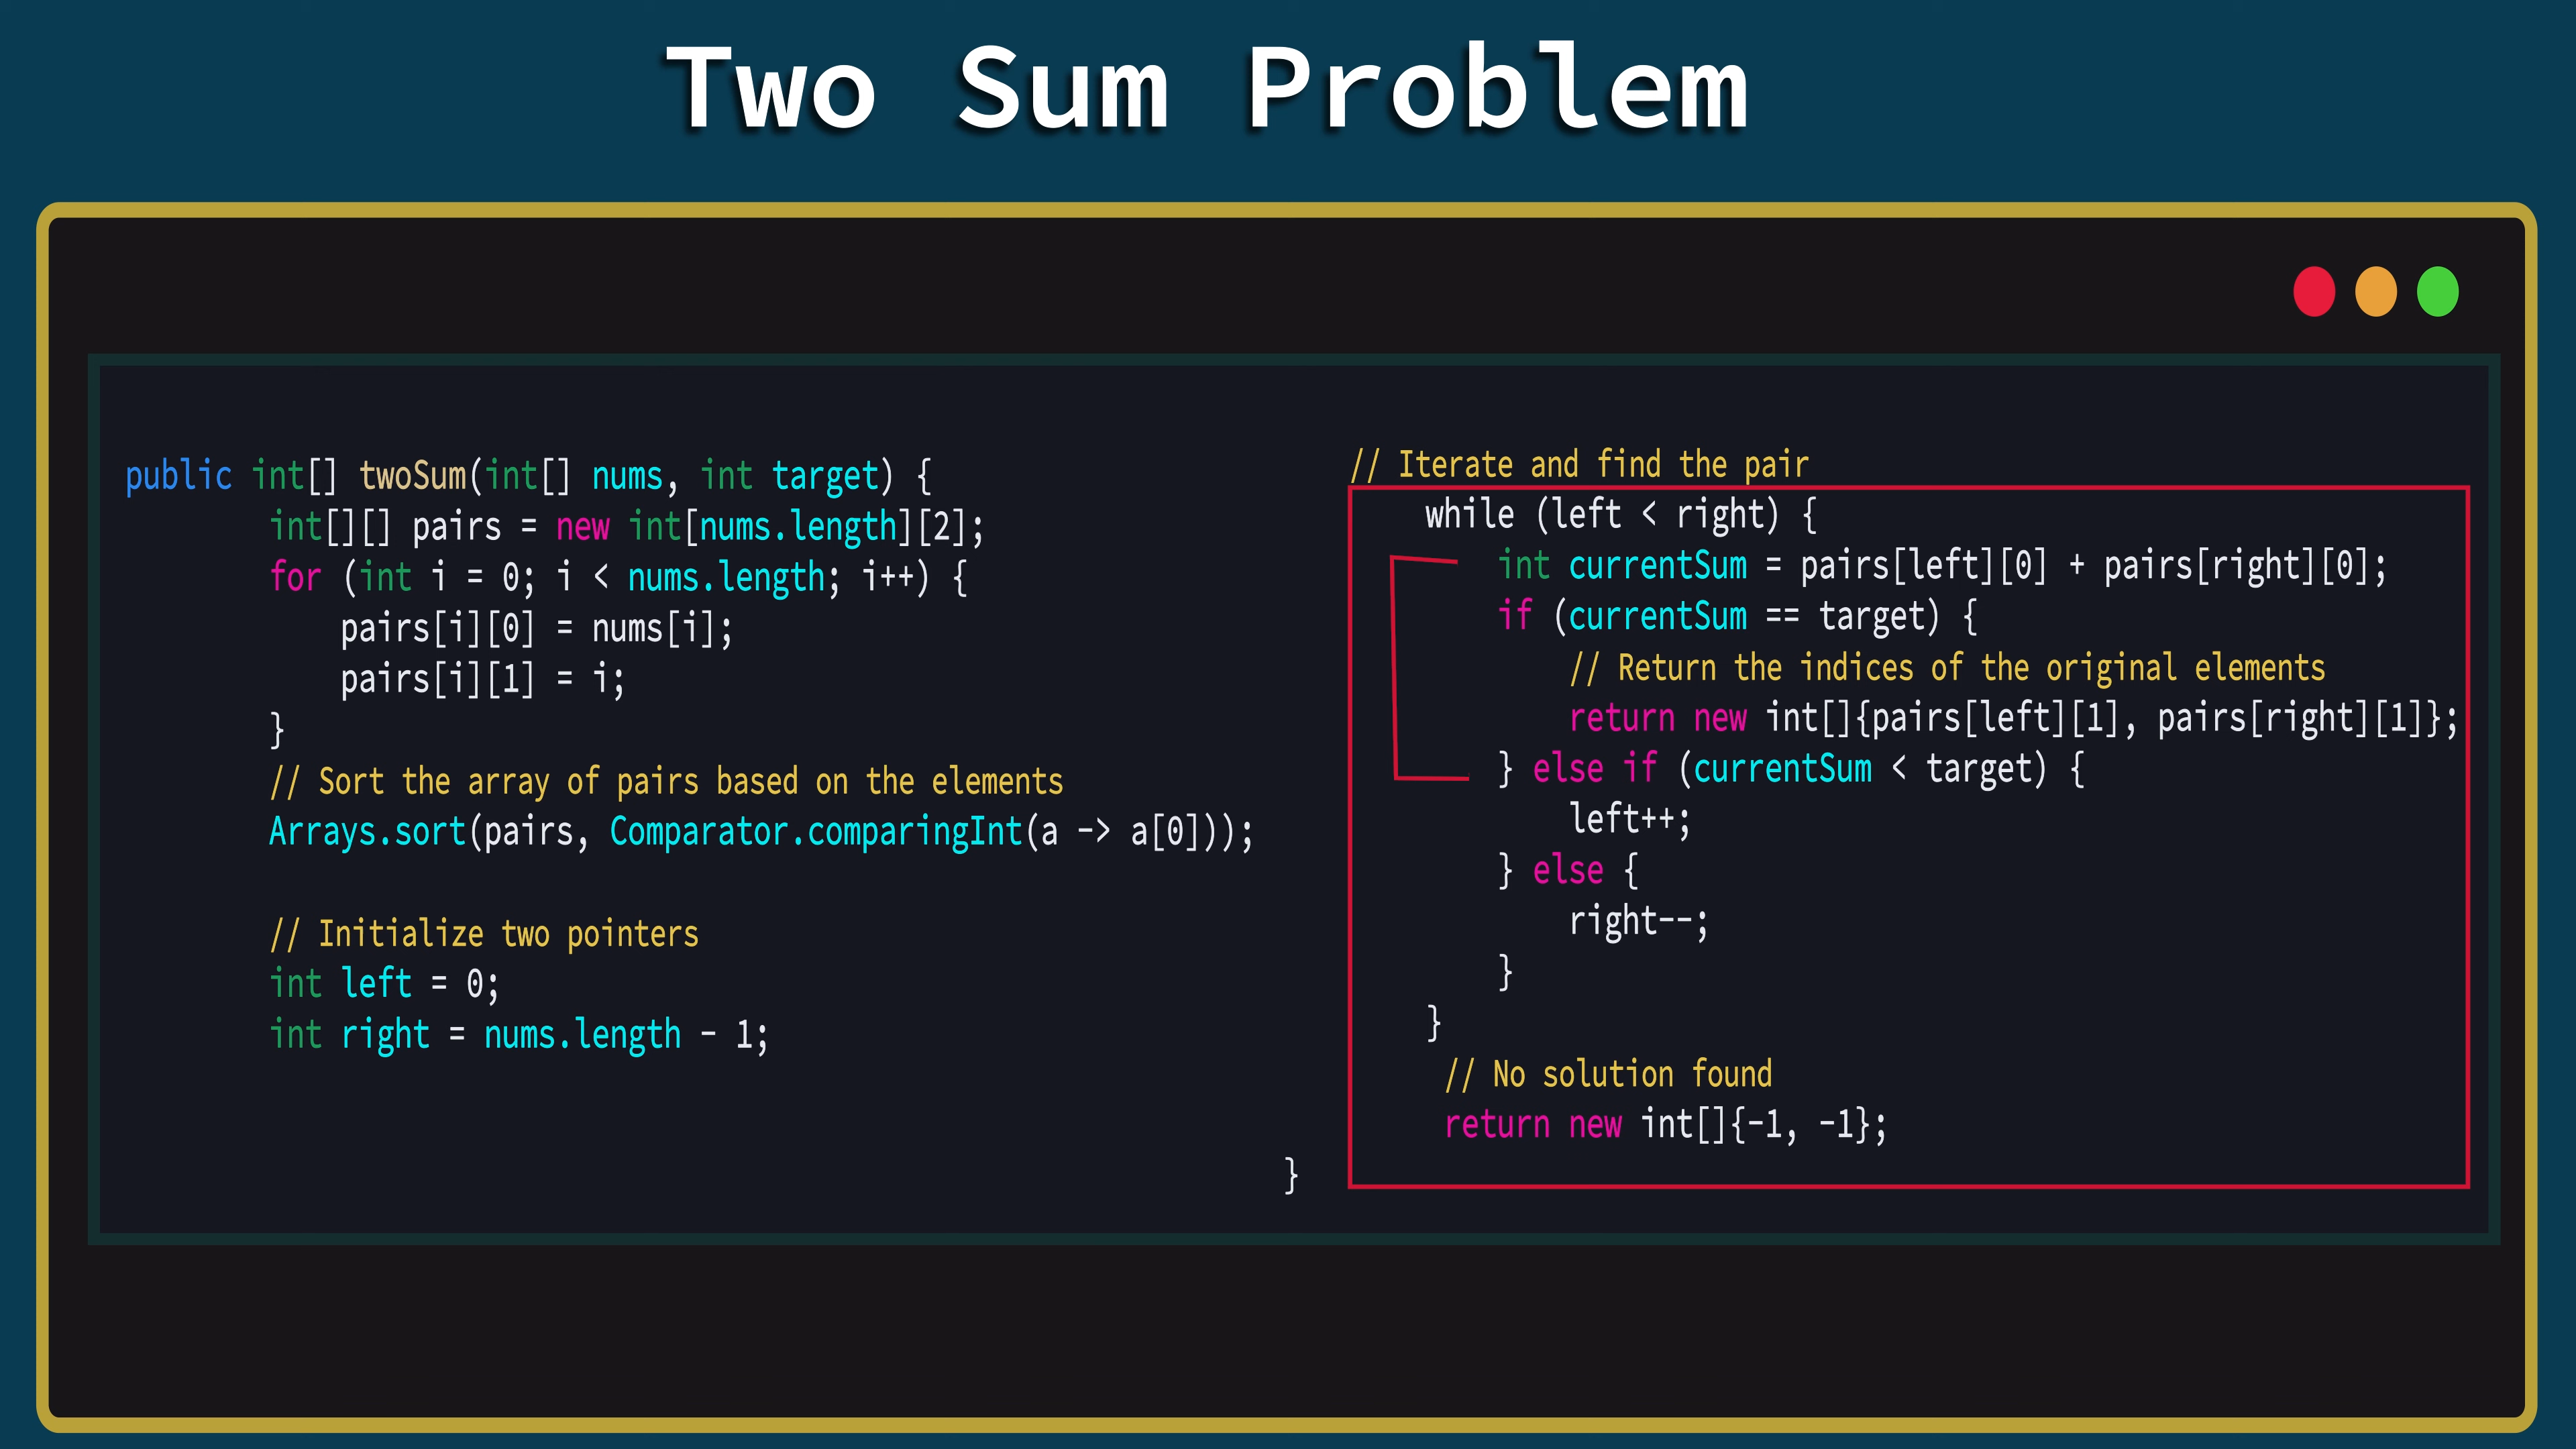 Two Sum Problem
public int[] twoSum(int[] nums, int target) {
int[][] pairs = new int[nums.length][2];
for (int i = 0; i < nums.length; i++) {
pairs[i][0] = nums[i];
pairs[i][1] = i;
}
// Sort the array of pairs based on the elements
Arrays.sort(pairs, Comparator.comparingInt(a -> a[0]));
// Initialize two pointers
int left = 0;
int right = nums.length - 1;
// Iterate and find the pair
while (left < right) {
int currentSum = pairs[left][0] + pairs[right][0];
if (currentSum == target) {
// Return the indices of the original elements
return new int[]{pairs[left][1], pairs[right][1]};
} else if (currentSum < target) {
left++;
} else {
right--;
}
}
// No solution found
return new int[]{-1, -1};
}